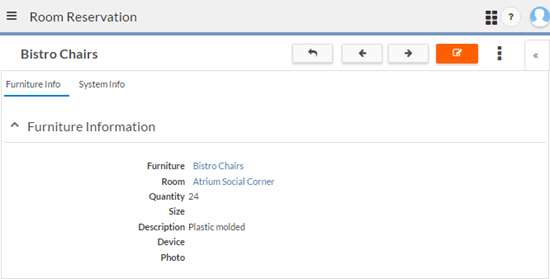 Room Reservation
?
Bistro Chairs
«
Furniture Info System Info
Furniture Information
Furniture Bistro Chairs
Room Atrium Social Corner
Quantity 24
Size
Description Plastic molded
Device
Photo